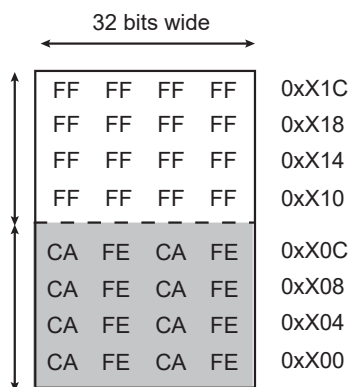 32 bits wide
FF FF FF FF 0xX1C
FF FF FF FF 0xX18
FF FF FF FF 0xX14
FF FF FF FF 0xX10
CA FE CA FE 0xX0C
CA FE CA FE 0xX08
CA FE CA FE 0xX04
CA FE CA FE 0xX00